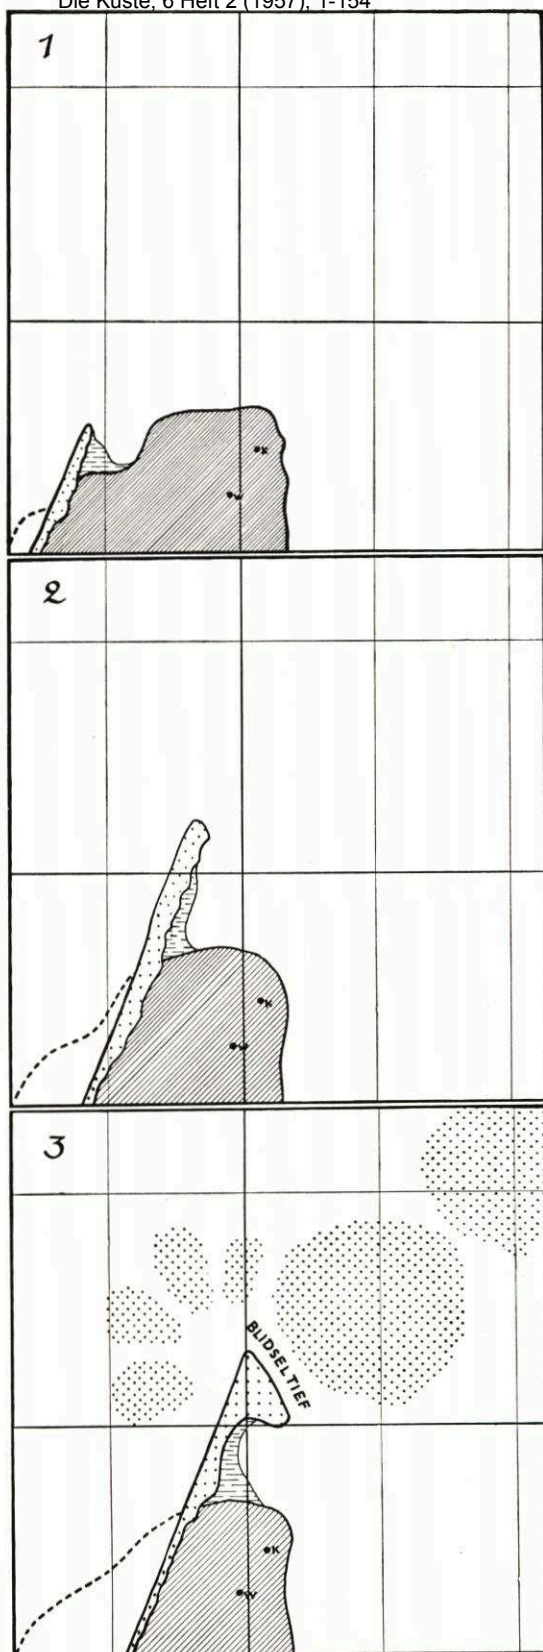 Die Küste, 6 Heft 2 (1957), 1-154
1
K
W
2
K
W
3
BLIDSELTIEF
K
W